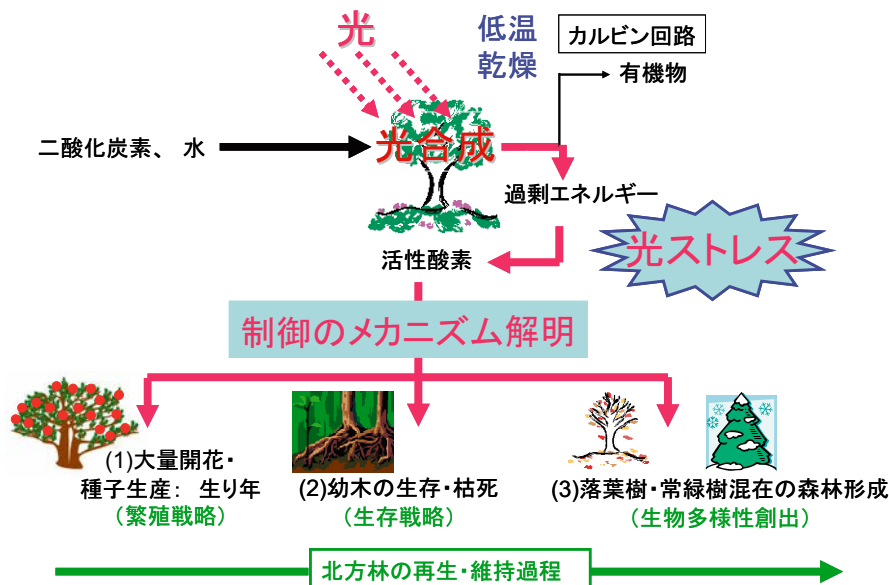 光
低温
乾燥
カルビン回路
有機物
二酸化炭素、 水
光合成
過剰エネルギー
光ストレス
活性酸素
制御のメカニズム解明
(1)大量開花・
種子生産: 生り年
(繁殖戦略)
(2)幼木の生存・枯死
(生存戦略)
(3)落葉樹・常緑樹混在の森林形成
(生物多様性創出)
北方林の再生・維持過程